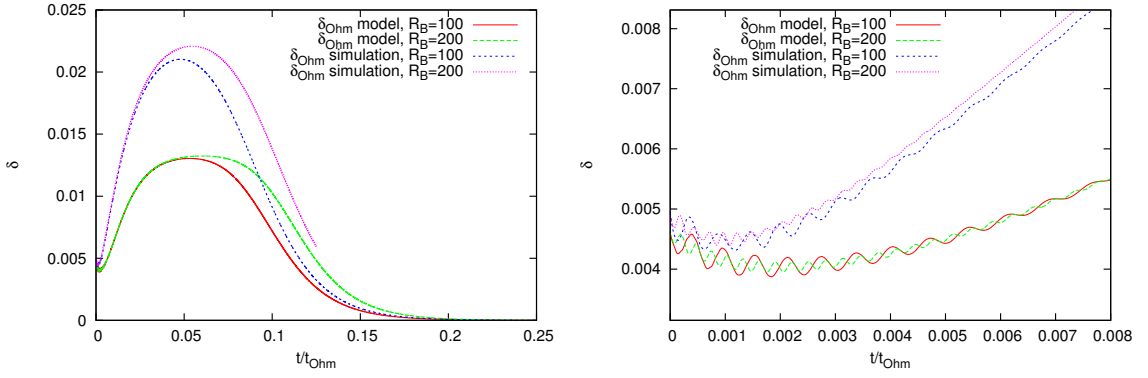 0.025
0.02
0.015
0.01
0.005
0
δ
0
0.05
0.1
0.15
0.2
0.25
t/tOhm
δOhm model, RB=100
δOhm model, RB=200
δOhm simulation, RB=100
δOhm simulation, RB=200
0.008
0.007
0.006
0.005
0.004
δ
0
0.001
0.002
0.003
0.004
0.005
0.006
0.007
0.008
t/tOhm
δOhm model, RB=100
δOhm model, RB=200
δOhm simulation, RB=100
δOhm simulation, RB=200